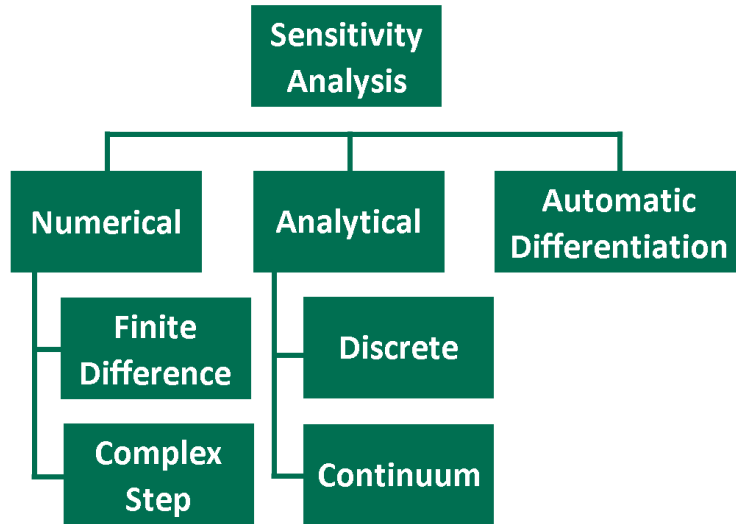 Sensitivity
Analysis
Numerical
Analytical
Automatic
Differentiation
Finite
Difference
Discrete
Complex
Step
Continuum